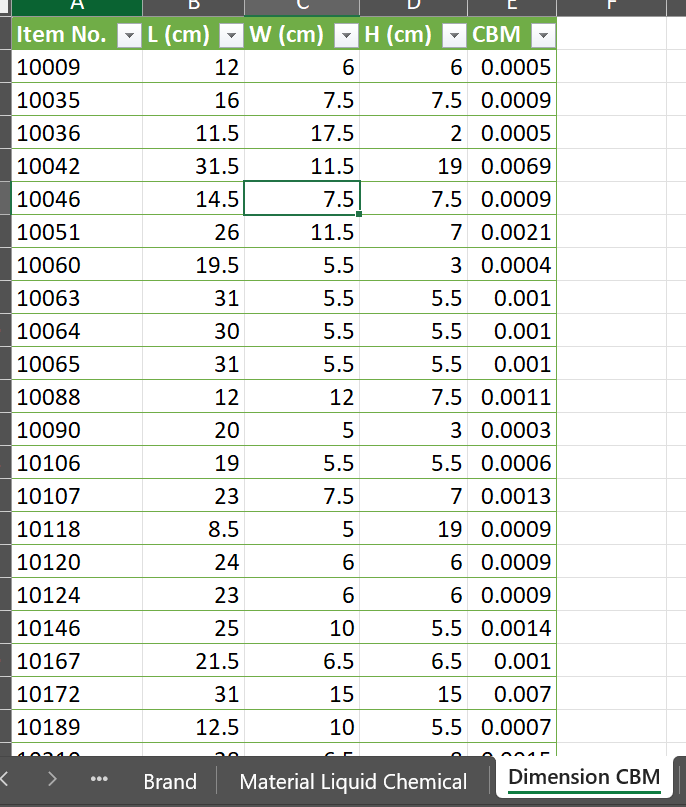 A B C D E F
Item No. L (cm) W (cm) H (cm) CBM
10009 12 6 6 0.0005
10035 16 7.5 7.5 0.0009
10036 11.5 17.5 2 0.0005
10042 31.5 11.5 19 0.0069
10046 14.5 7.5 7.5 0.0009
10051 26 11.5 7 0.0021
10060 19.5 5.5 3 0.0004
10063 31 5.5 5.5 0.001
10064 30 5.5 5.5 0.001
10065 31 5.5 5.5 0.001
10088 12 12 7.5 0.0011
10090 20 5 3 0.0003
10106 19 5.5 5.5 0.0006
10107 23 7.5 7 0.0013
10118 8.5 5 19 0.0009
10120 24 6 6 0.0009
10124 23 6 6 0.0009
10146 25 10 5.5 0.0014
10167 21.5 6.5 6.5 0.001
10172 31 15 15 0.007
10189 12.5 10 5.5 0.0007
Brand Material Liquid Chemical Dimension CBM